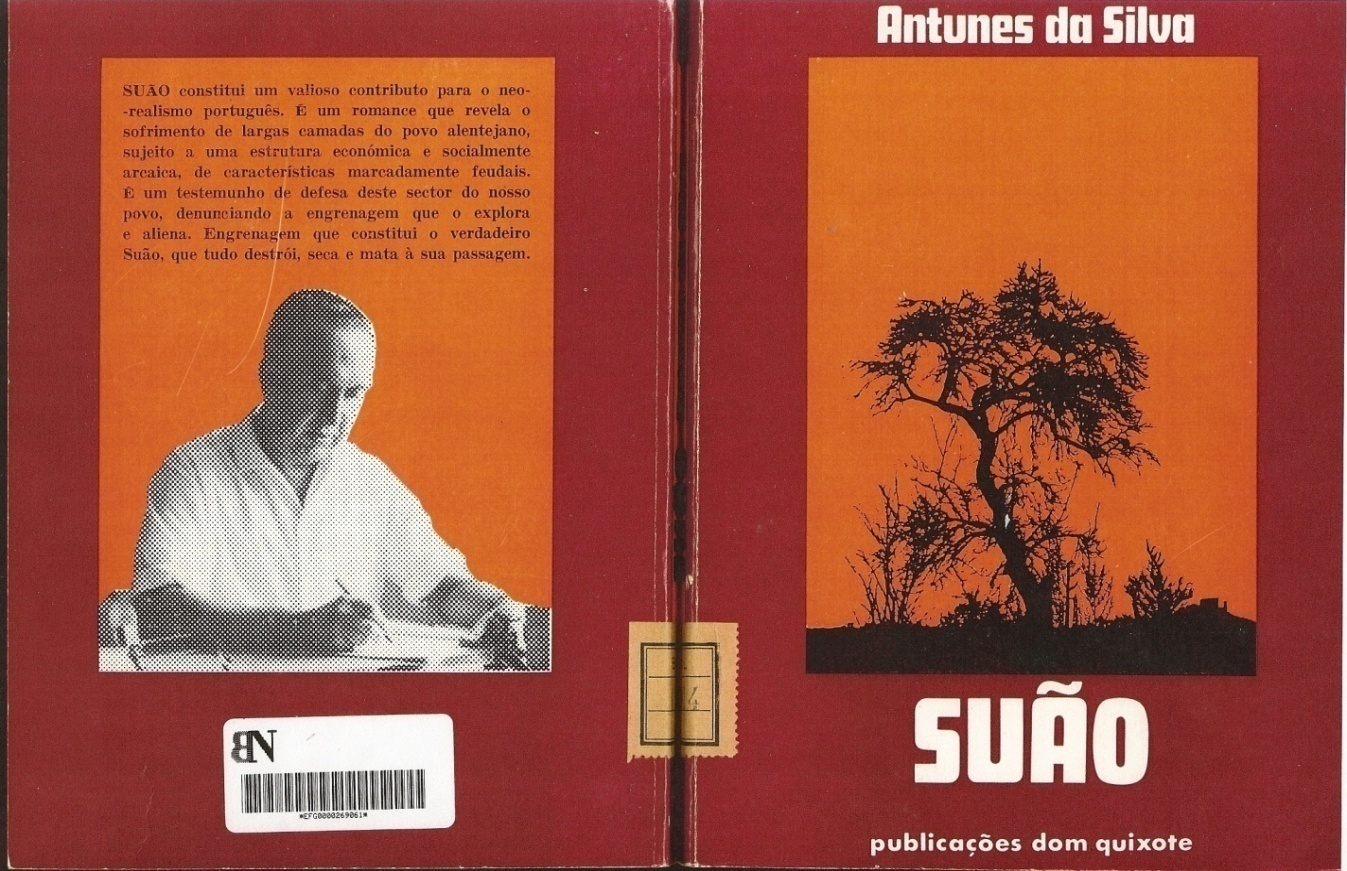 SUÃO constitui um valioso contributo para o neo-
-realismo português. É um romance que revela o
sofrimento de largas camadas do povo alentejano,
sujeito a uma estrutura económica e socialmente
arcaica, de características marcadamente feudais.
É um testemunho de defesa deste sector do nosso
povo, denunciando a engrenagem que o explora
e aliena. Engrenagem que constitui o verdadeiro
Suão, que tudo destrói, seca e mata à sua passagem.
BN
*EFG0000269061*
Antunes da Silva
SUÃO
publicações dom quixote